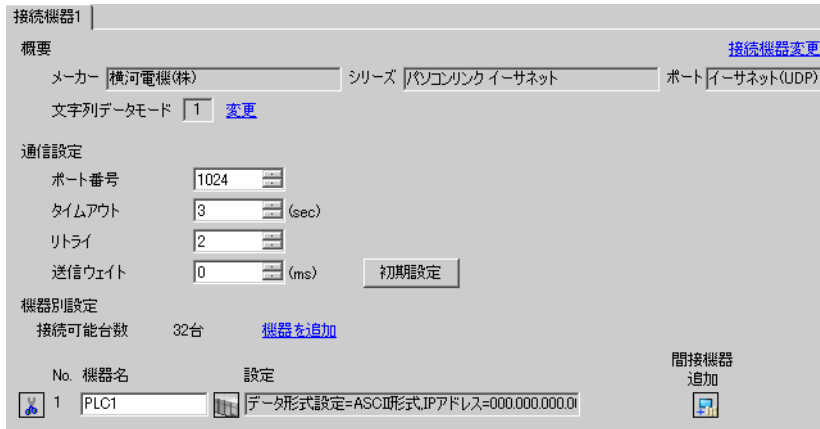 接続機器1
概要 接続機器変更
メーカー 横河電機(株) シリーズ パソコンリンク イーサネット ポート イーサネット(UDP)
文字列データモード 1 変更
通信設定
ポート番号 1024
タイムアウト 3 (sec)
リトライ 2
送信ウェイト 0 (ms) 初期設定
機器別設定
接続可能台数 32台 機器を追加
間接機器
No. 機器名 設定 追加
1 PLC1 データ形式設定=ASCII形式,IPアドレス=000.000.000.0